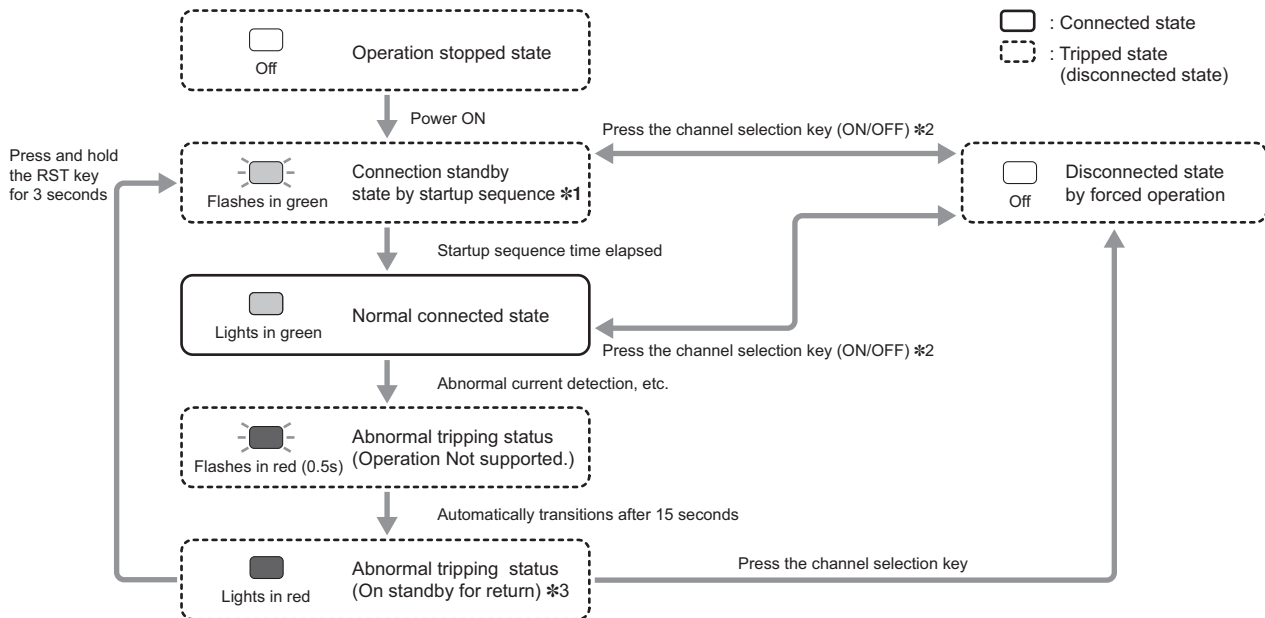 : Connected state
: Tripped state
(disconnected state)
Off
Operation stopped state
Power ON
Press the channel selection key (ON/OFF) ✻2
Press and hold
the RST key
for 3 seconds
Flashes in green
Connection standby
state by startup sequence ✻1
Off
Disconnected state
by forced operation
Startup sequence time elapsed
Lights in green
Normal connected state
Press the channel selection key (ON/OFF) ✻2
Abnormal current detection, etc.
Flashes in red (0.5s)
Abnormal tripping status
(Operation Not supported.)
Automatically transitions after 15 seconds
Lights in red
Abnormal tripping status
(On standby for return) ✻3
Press the channel selection key